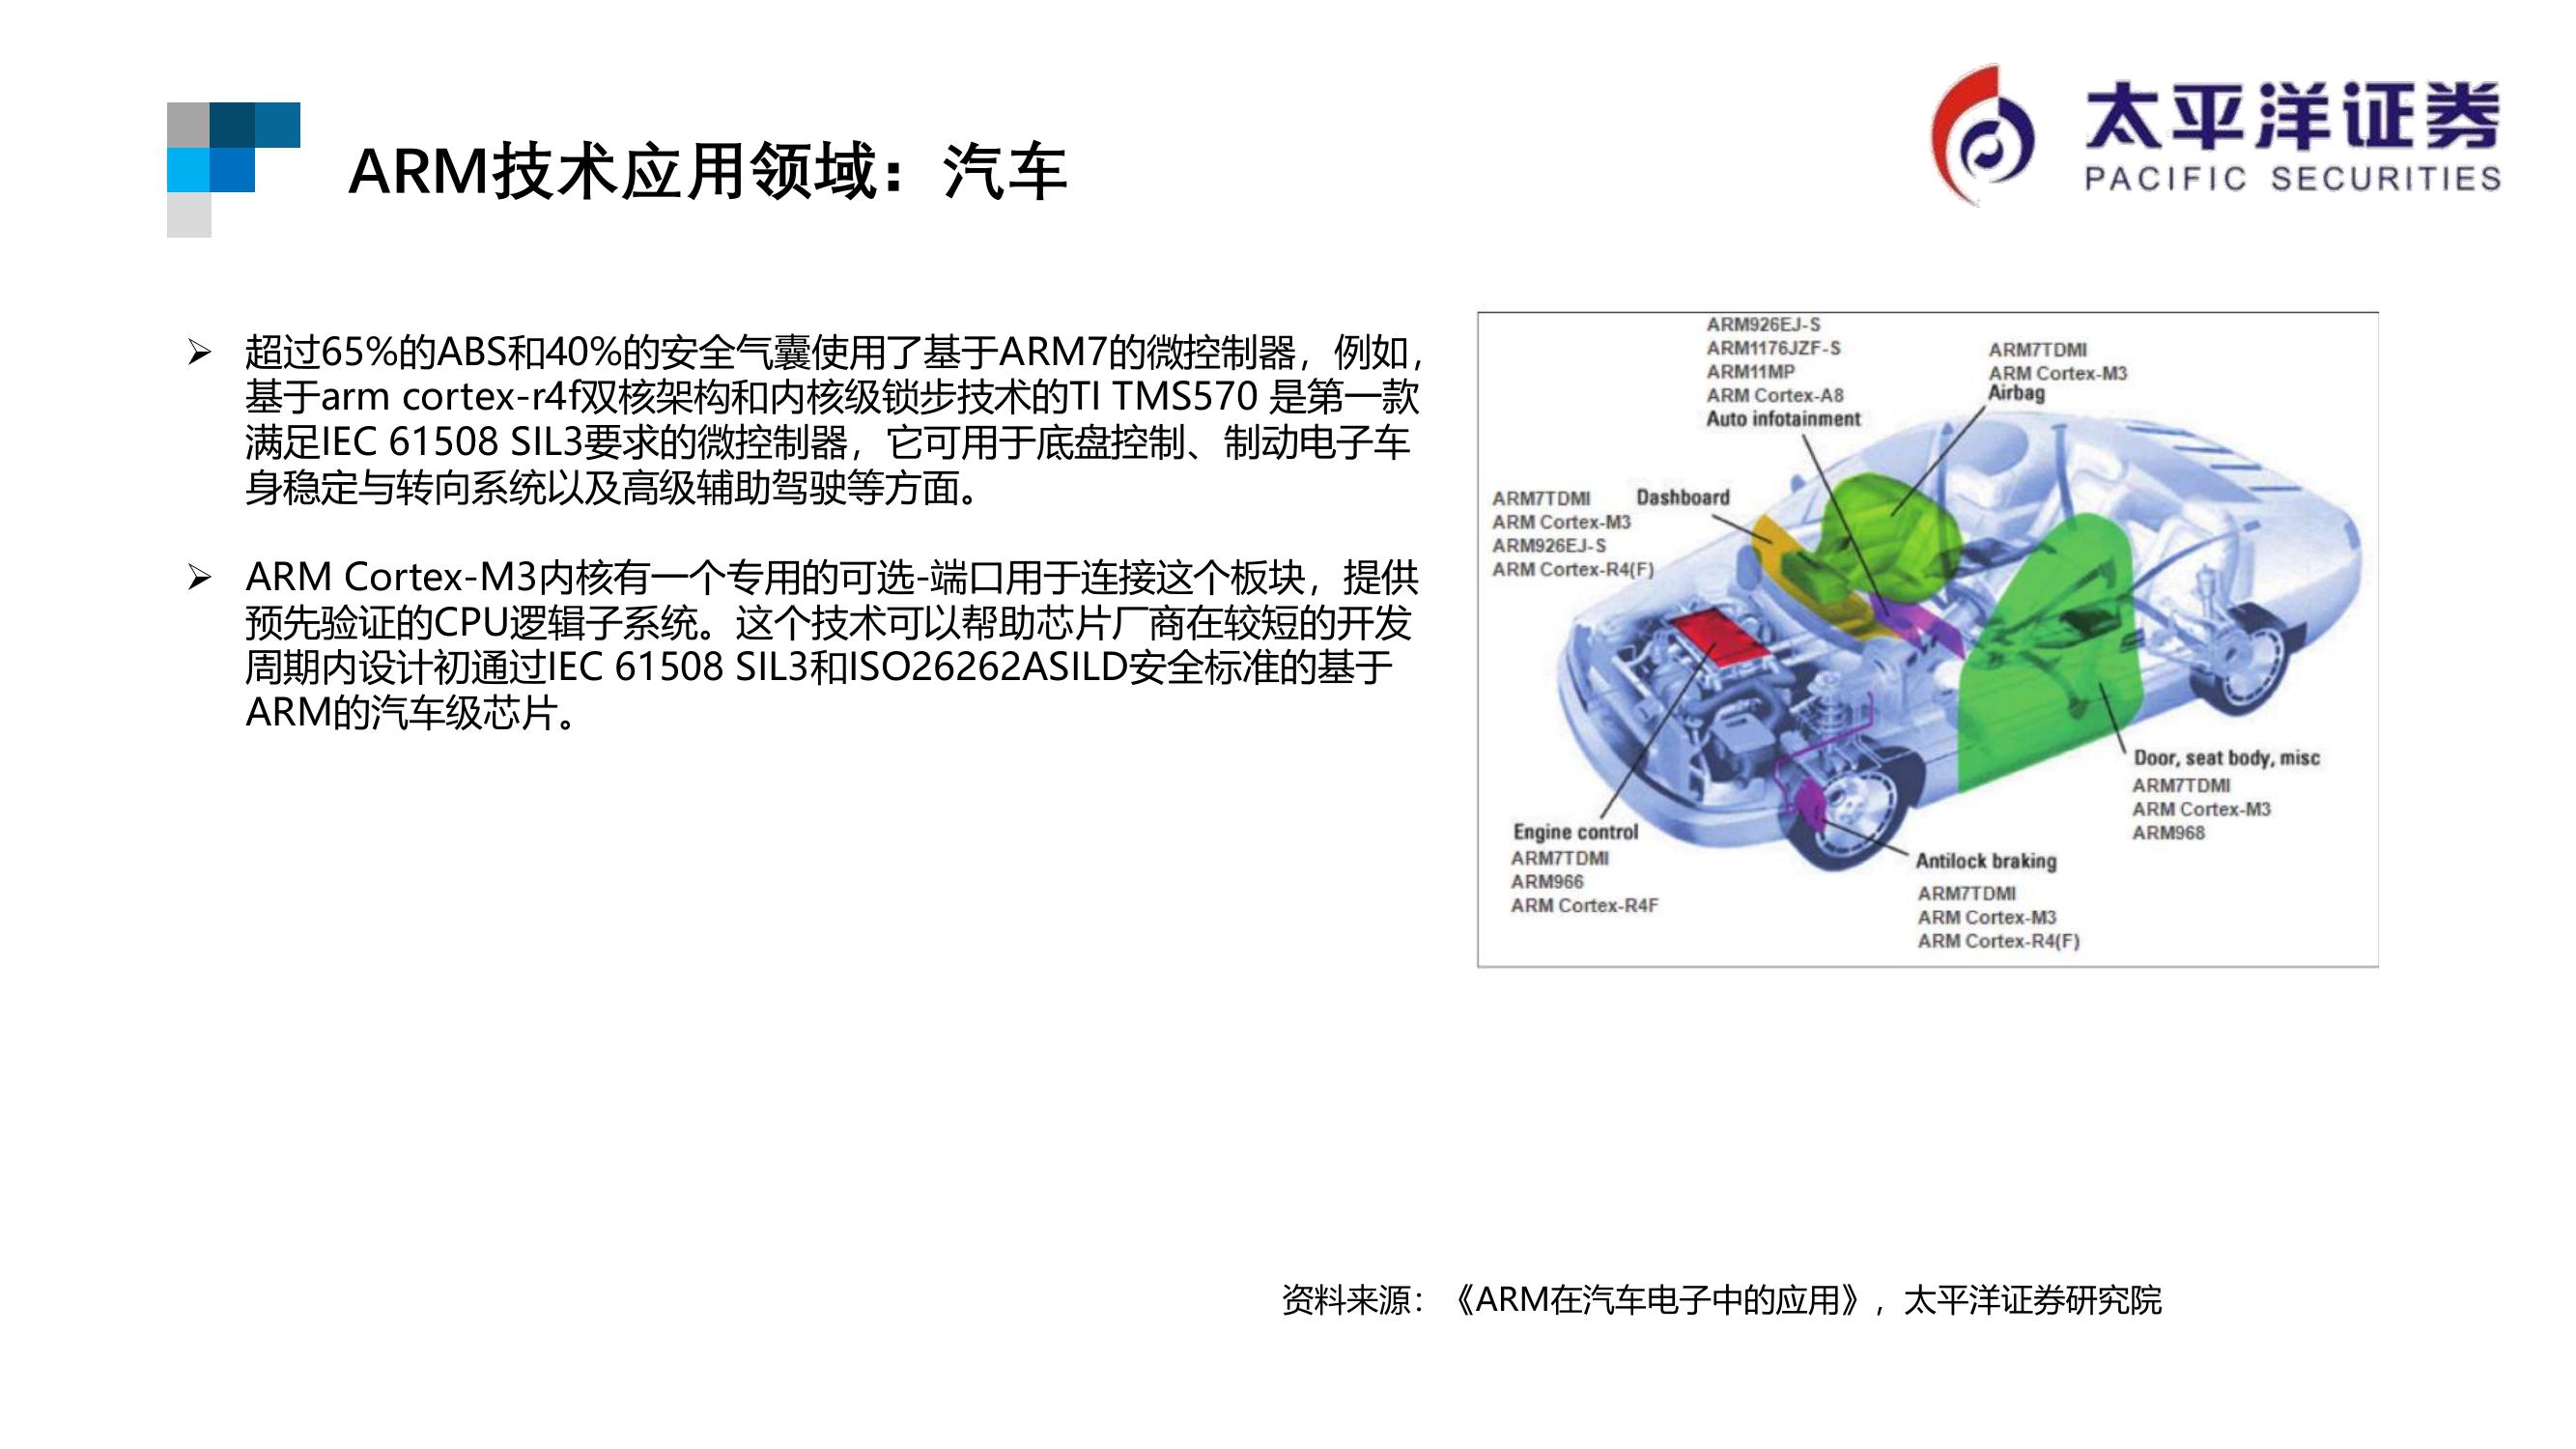 ARM技术应用领域：汽车
太平洋证券
PACIFIC SECURITIES
超过65%的ABS和40%的安全气囊使用了基于ARM7的微控制器，例如，
基于arm cortex-r4f双核架构和内核级锁步技术的TI TMS570 是第一款
满足IEC 61508 SIL3要求的微控制器，它可用于底盘控制、制动电子车
身稳定与转向系统以及高级辅助驾驶等方面。
ARM Cortex-M3内核有一个专用的可选-端口用于连接这个板块，提供
预先验证的CPU逻辑子系统。这个技术可以帮助芯片厂商在较短的开发
周期内设计初通过IEC 61508 SIL3和ISO26262ASILD安全标准的基于
ARM的汽车级芯片。
ARM926EJ-S
ARM1176JZF-S
ARM11MP
ARM Cortex-A8
Auto infotainment
ARM7TDMI
ARM Cortex-M3
Airbag
Dashboard
ARM7TDMI
ARM Cortex-M3
ARM926EJ-S
ARM Cortex-R4(F)
Door, seat body, misc
ARM7TDMI
ARM Cortex-M3
ARM968
Engine control
ARM7TDMI
ARM966
ARM Cortex-R4F
Antilock braking
ARM7TDMI
ARM Cortex-M3
ARM Cortex-R4(F)
资料来源：《ARM在汽车电子中的应用》，太平洋证券研究院